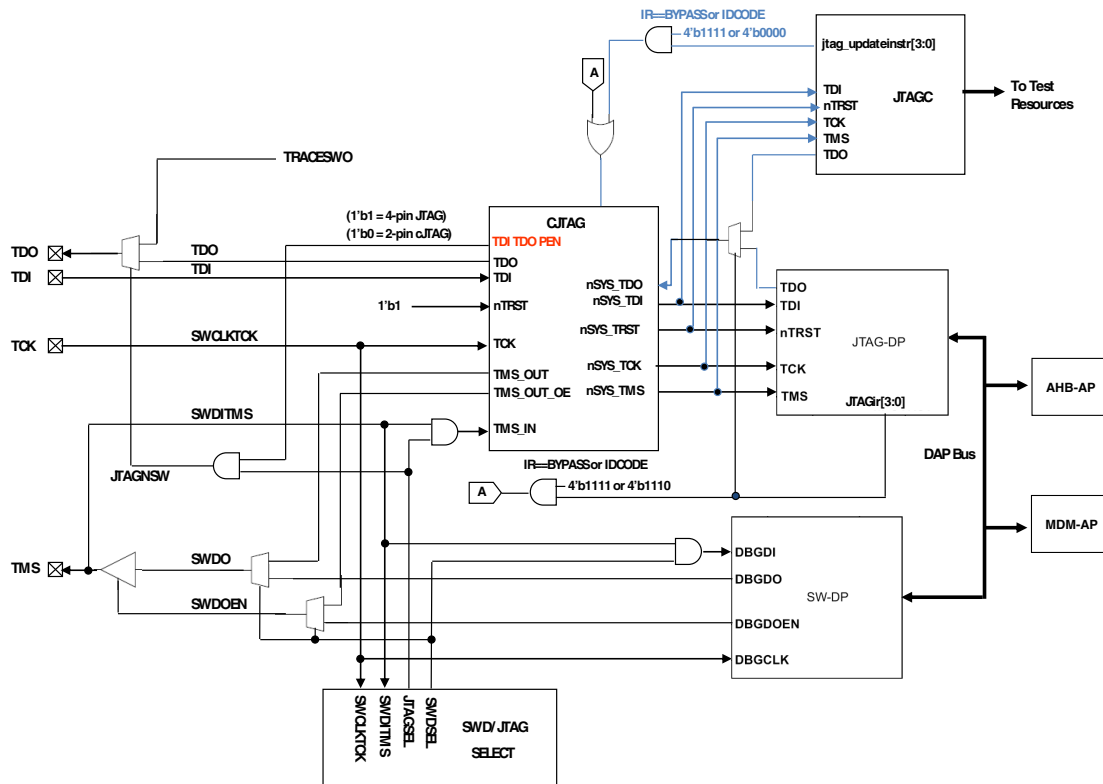 IR==BYPASS or IDCODE
4'b1111 or 4'b0000
jtag_updateinstr[3:0]
A
TDI
nTRST
TCK
TMS
TDO
JTAGC
To Test
Resources
TRACESWO
(1'b1 = 4-pin JTAG)
(1'b0 = 2-pin cJTAG)
CJTAG
TDI TDO PEN
TDO
TDI
nTRST
TCK
TMS_OUT
TMS_OUT_OE
TMS_IN
nSYS_TDO
nSYS_TDI
nSYS_TRST
nSYS_TCK
nSYS_TMS
TDO
TDO
TDI
TDI
1'b1
TCK
SWCLKTCK
SWDITMS
JTAGNSW
TDO
TDI
nTRST
TCK
TMS
JTAG-DP
JTAGir[3:0]
AHB-AP
DAP Bus
MDM-AP
IR==BYPASS or IDCODE
4'b1111 or 4'b1110
A
TMS
SWDO
SWDOEN
DBGDI
DBGDO
DBGDOEN
DBGCLK
SW-DP
SWCLKTCK
SWDITMS
JTAGSEL
SWDSEL
SWD/JTAG
SELECT